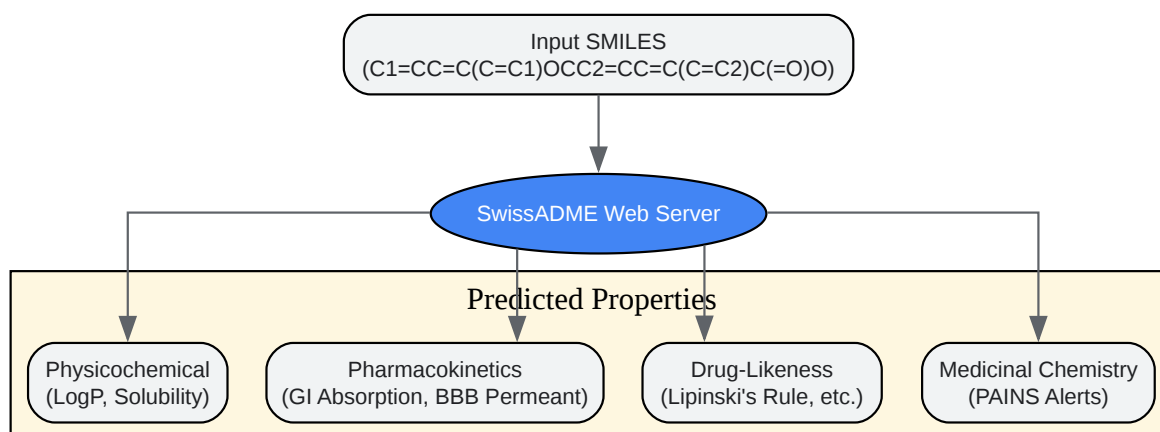 Input SMILES
(C1=CC=C(C=C1)OCC2=CC=C(C=C2)C(=O)O)
SwissADME Web Server
Predicted Properties
Physicochemical
(LogP, Solubility)
Pharmacokinetics
(GI Absorption, BBB Permeant)
Drug-Likeness
(Lipinski's Rule, etc.)
Medicinal Chemistry
(PAINS Alerts)